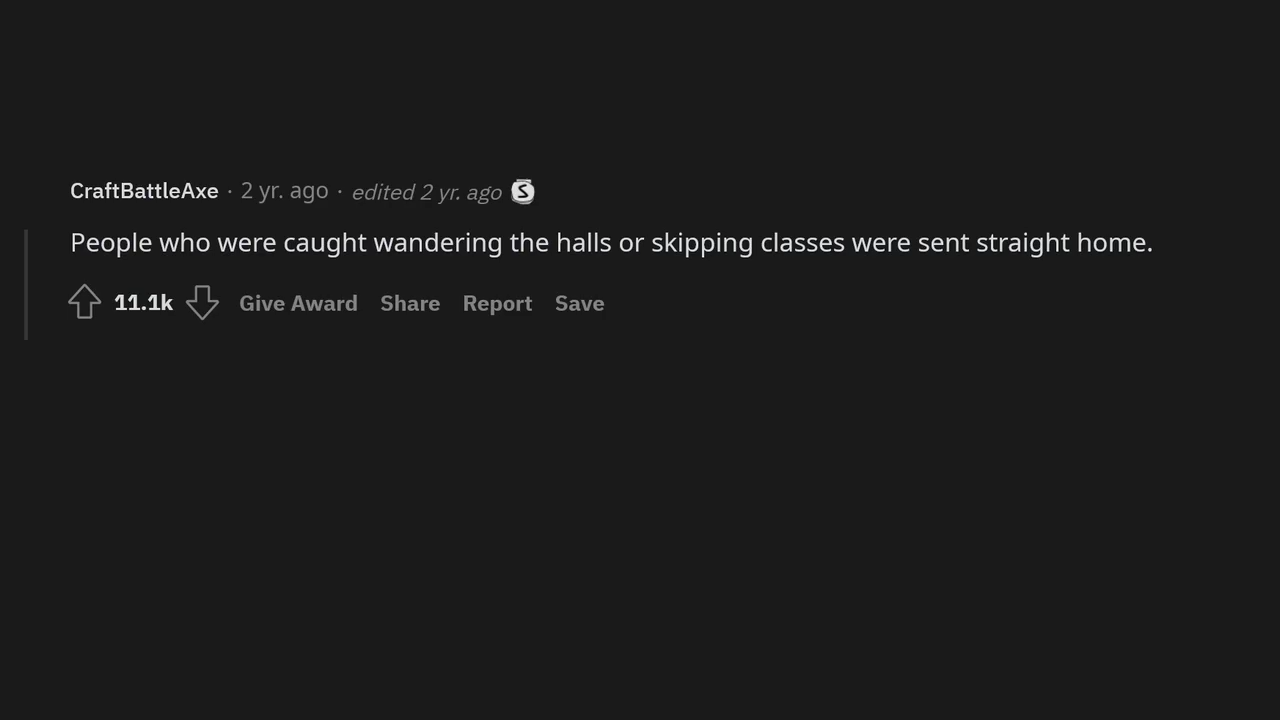 CraftBattleAxe · 2 yr. ago · edited 2 yr. ago S
People who were caught wandering the halls or skipping classes were sent straight home.
11.1k Give Award Share Report Save